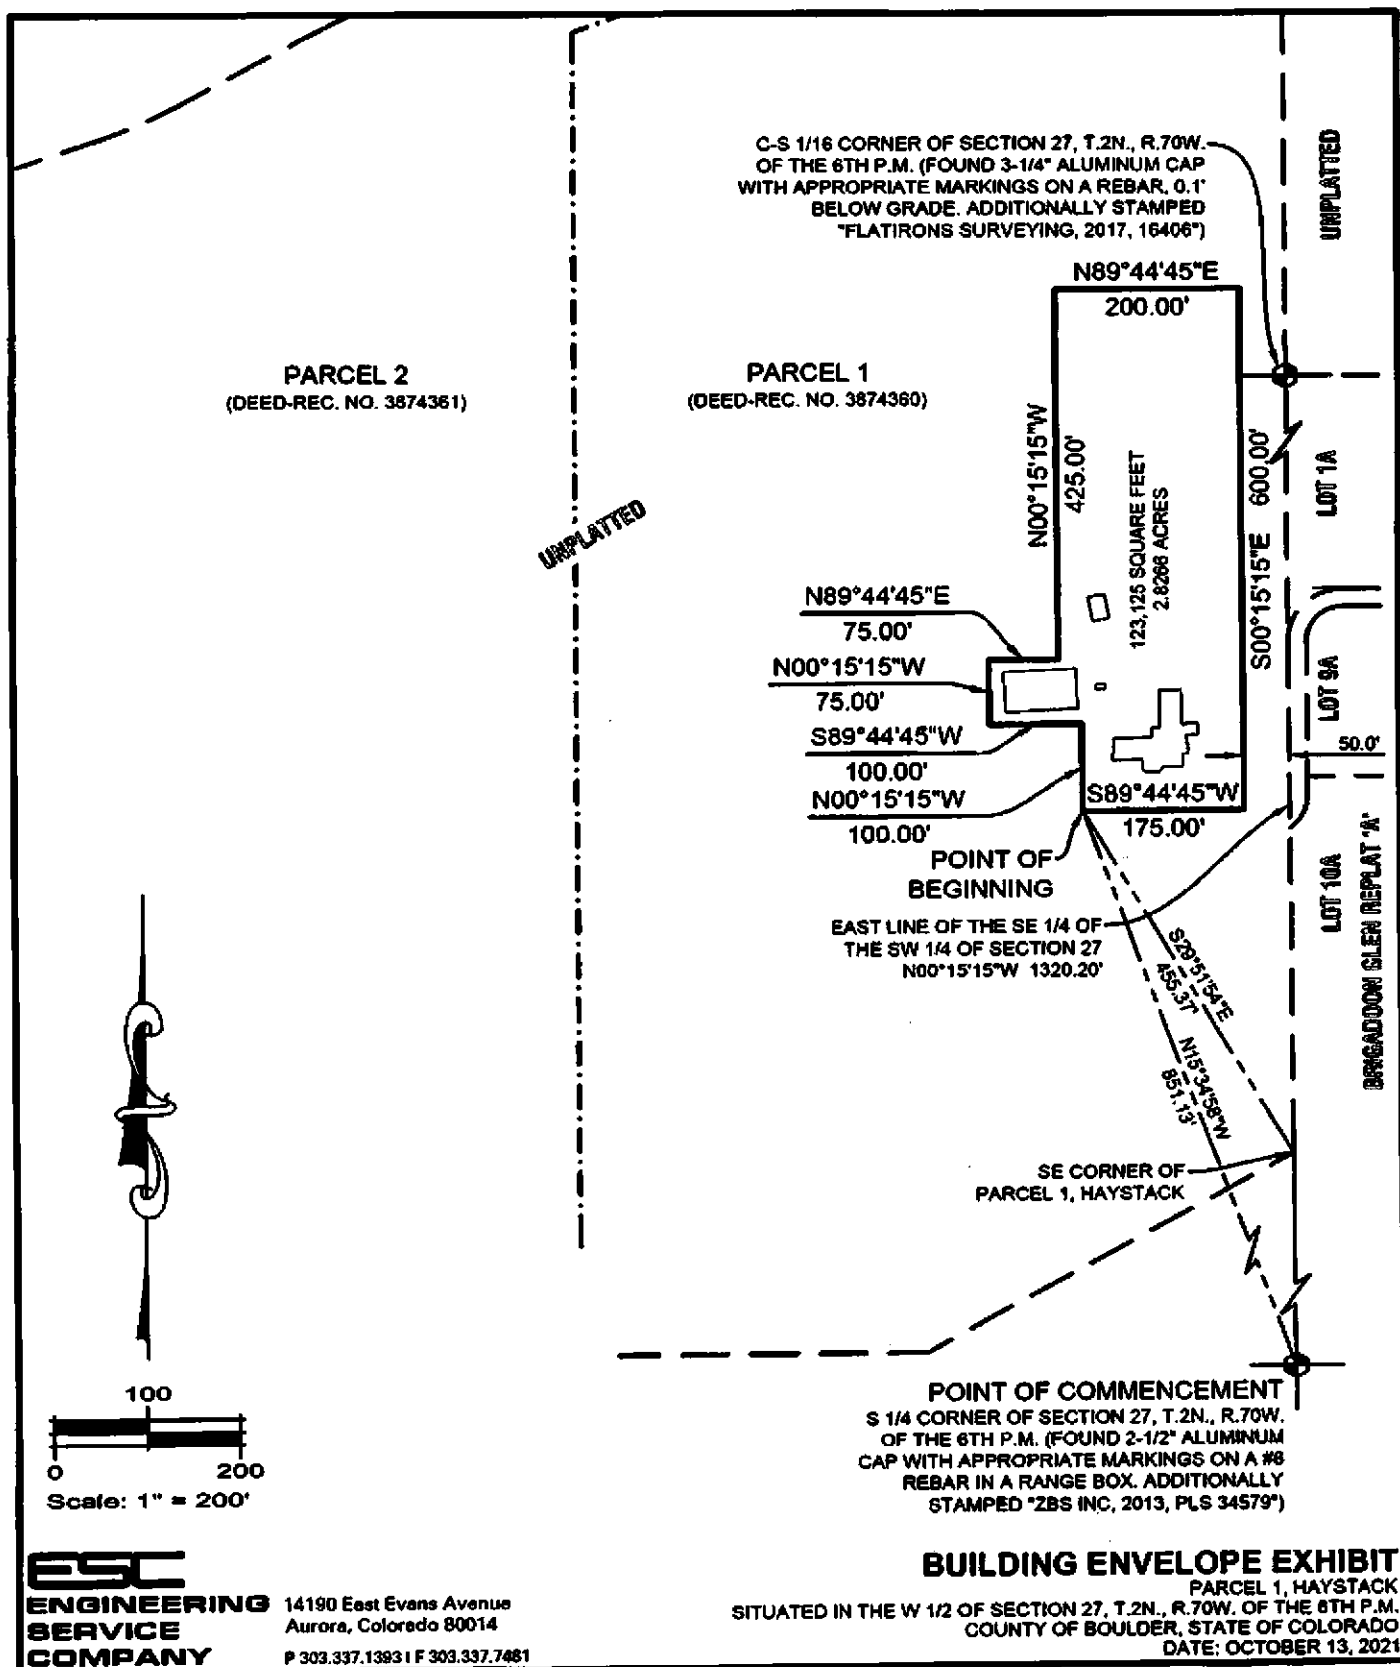 C-S 1/16 CORNER OF SECTION 27, T.2N., R.70W.
OF THE 6TH P.M. (FOUND 3-1/4" ALUMINUM CAP
WITH APPROPRIATE MARKINGS ON A REBAR, 0.1'
BELOW GRADE. ADDITIONALLY STAMPED
"FLATIRONS SURVEYING, 2017, 16406")
UNPLATTED
N89°44'45"E
200.00'
PARCEL 2
(DEED-REC. NO. 3874361)
PARCEL 1
(DEED-REC. NO. 3874360)
N00°15'15"W
425.00'
123,125 SQUARE FEET
2.8266 ACRES
S00°15'15"E 600.00'
LOT 1A
UNPLATTED
N89°44'45"E
75.00'
N00°15'15"W
75.00'
S89°44'45"W
100.00'
N00°15'15"W
100.00'
LOT 9A
50.0'
S89°44'45"W
175.00'
POINT OF
BEGINNING
LOT 10A
BRIGADOON GLEN REPLAT "A"
EAST LINE OF THE SE 1/4 OF
THE SW 1/4 OF SECTION 27
N00°15'15"W 1320.20'
S29°51'54"E
455.37'
N15°34'58"W
851.13'
SE CORNER OF
PARCEL 1, HAYSTACK
100
0 200
Scale: 1" = 200'
POINT OF COMMENCEMENT
S 1/4 CORNER OF SECTION 27, T.2N., R.70W.
OF THE 6TH P.M. (FOUND 2-1/2" ALUMINUM
CAP WITH APPROPRIATE MARKINGS ON A #6
REBAR IN A RANGE BOX. ADDITIONALLY
STAMPED "ZBS INC, 2013, PLS 34579")
ESC
ENGINEERING
SERVICE
COMPANY
14190 East Evans Avenue
Aurora, Colorado 80014
P 303.337.1393 I F 303.337.7481
BUILDING ENVELOPE EXHIBIT
PARCEL 1, HAYSTACK
SITUATED IN THE W 1/2 OF SECTION 27, T.2N., R.70W. OF THE 6TH P.M.
COUNTY OF BOULDER, STATE OF COLORADO
DATE: OCTOBER 13, 2021